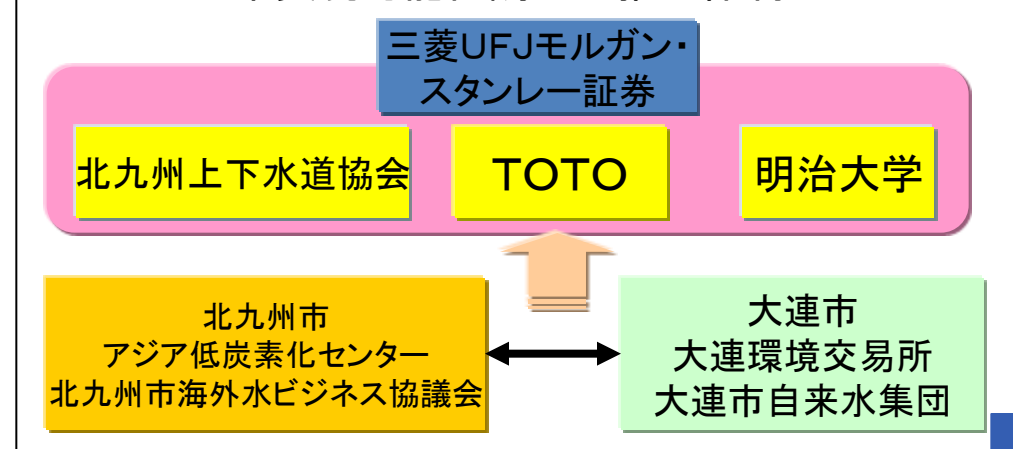 三菱UFJモルガン・
スタンレー証券
北九州上下水道協会
TOTO
明治大学
北九州市
アジア低炭素化センター
北九州市海外水ビジネス協議会
大連市
大連環境交易所
大連市自来水集団